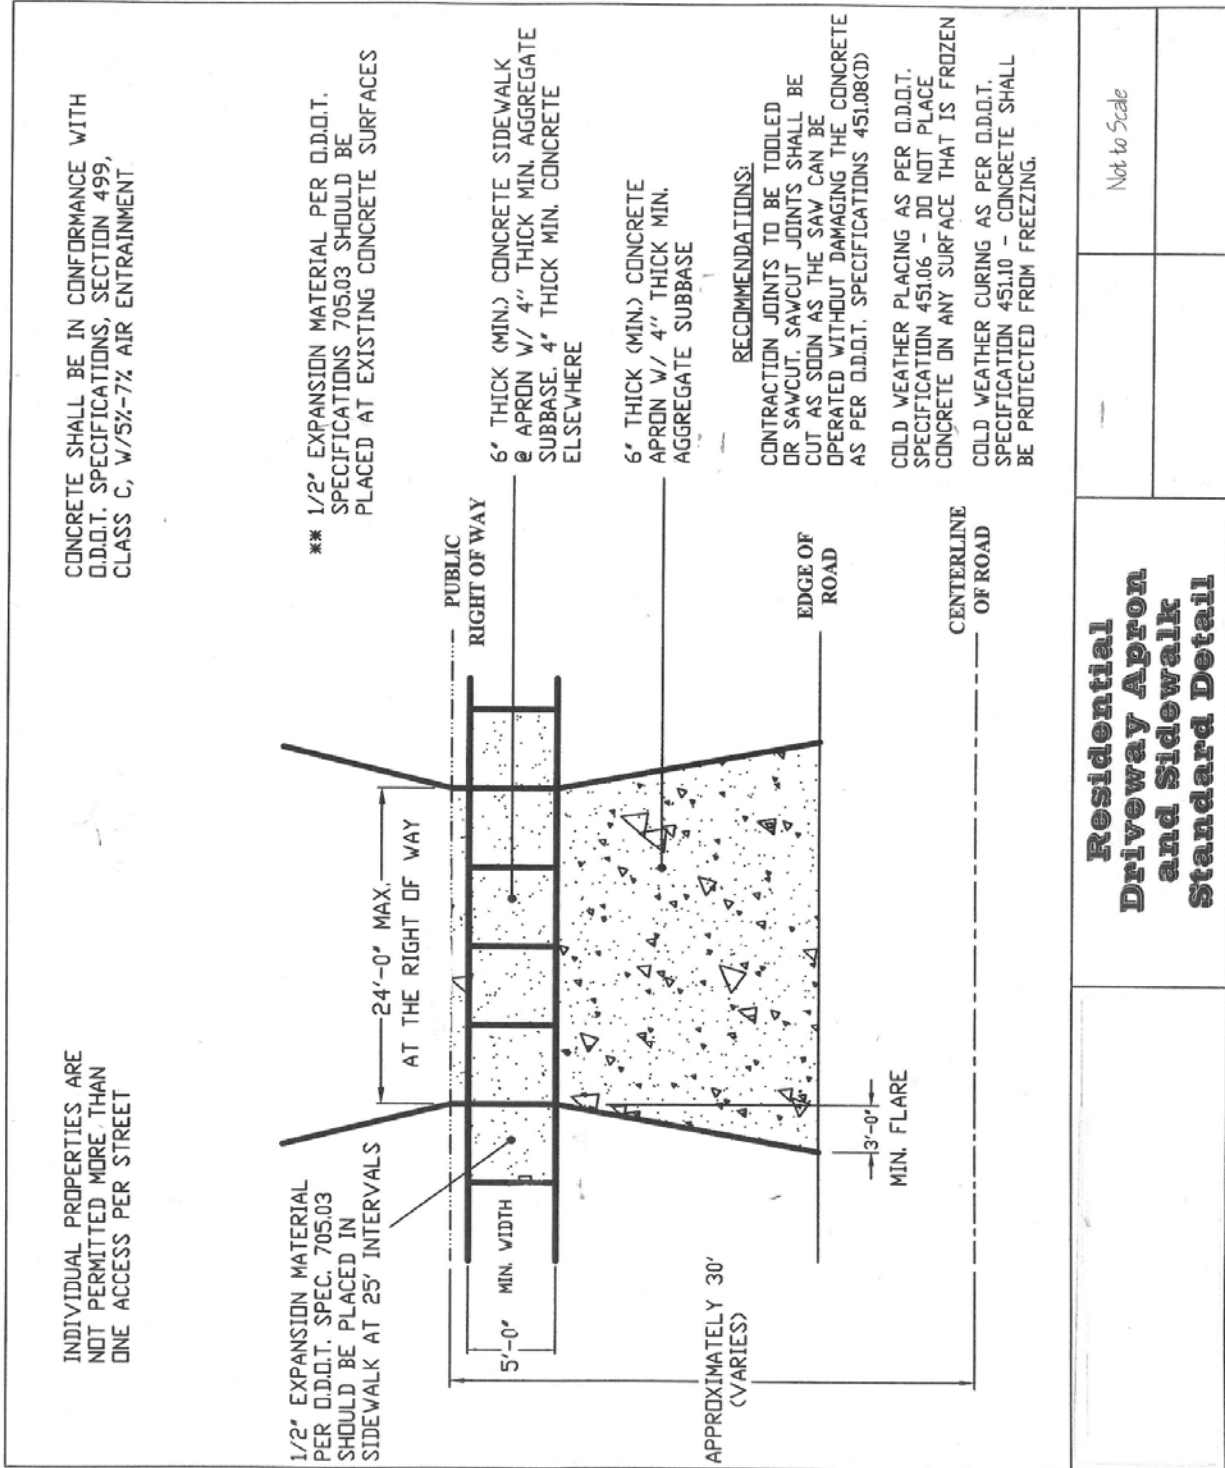 INDIVIDUAL PROPERTIES ARE
NOT PERMITTED MORE THAN
ONE ACCESS PER STREET
CONCRETE SHALL BE IN CONFORMANCE WITH
O.D.O.T. SPECIFICATIONS, SECTION 499,
CLASS C, W/5%-7% AIR ENTRAINMENT
1/2" EXPANSION MATERIAL
PER O.D.O.T. SPEC. 705.03
SHOULD BE PLACED IN
SIDEWALK AT 25' INTERVALS
** 1/2" EXPANSION MATERIAL PER O.D.O.T.
SPECIFICATIONS 705.03 SHOULD BE
PLACED AT EXISTING CONCRETE SURFACES
24'-0" MAX.
AT THE RIGHT OF WAY
PUBLIC
RIGHT OF WAY
5'-0"
MIN. WIDTH
6" THICK (MIN.) CONCRETE SIDEWALK
@ APRON W/ 4" THICK MIN. AGGREGATE
SUBBASE. 4" THICK MIN. CONCRETE
ELSEWHERE
6" THICK (MIN.) CONCRETE
APRON W/ 4" THICK MIN.
AGGREGATE SUBBASE
APPROXIMATELY 30'
(VARIES)
3'-0"
MIN. FLARE
EDGE OF
ROAD
CENTERLINE
OF ROAD
RECOMMENDATIONS:
CONTRACTION JOINTS TO BE TOOLED
OR SAWCUT. SAWCUT JOINTS SHALL BE
CUT AS SOON AS THE SAW CAN BE
OPERATED WITHOUT DAMAGING THE CONCRETE
AS PER O.D.O.T. SPECIFICATIONS 451.08(D)
COLD WEATHER PLACING AS PER O.D.O.T.
SPECIFICATION 451.06 - DO NOT PLACE
CONCRETE ON ANY SURFACE THAT IS FROZEN
COLD WEATHER CURING AS PER O.D.O.T.
SPECIFICATION 451.10 - CONCRETE SHALL
BE PROTECTED FROM FREEZING.
Residential
Driveway Apron
and Sidewalk
Standard Detail
Not to Scale